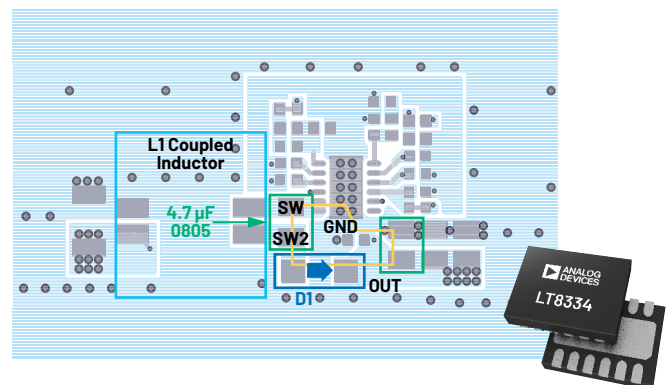 L1 Coupled
Inductor
4.7 µF
0805
SW
GND
SW2
D1
OUT
ANALOG
DEVICES
LT8334